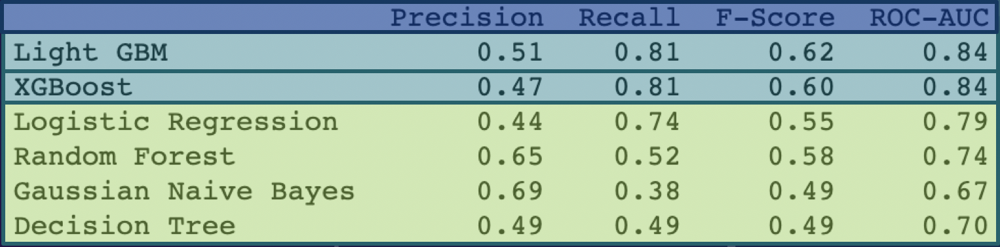 Precision Recall F-Score ROC-AUC
Light GBM 0.51 0.81 0.62 0.84
XGBoost 0.47 0.81 0.60 0.84
Logistic Regression 0.44 0.74 0.55 0.79
Random Forest 0.65 0.52 0.58 0.74
Gaussian Naive Bayes 0.69 0.38 0.49 0.67
Decision Tree 0.49 0.49 0.49 0.70